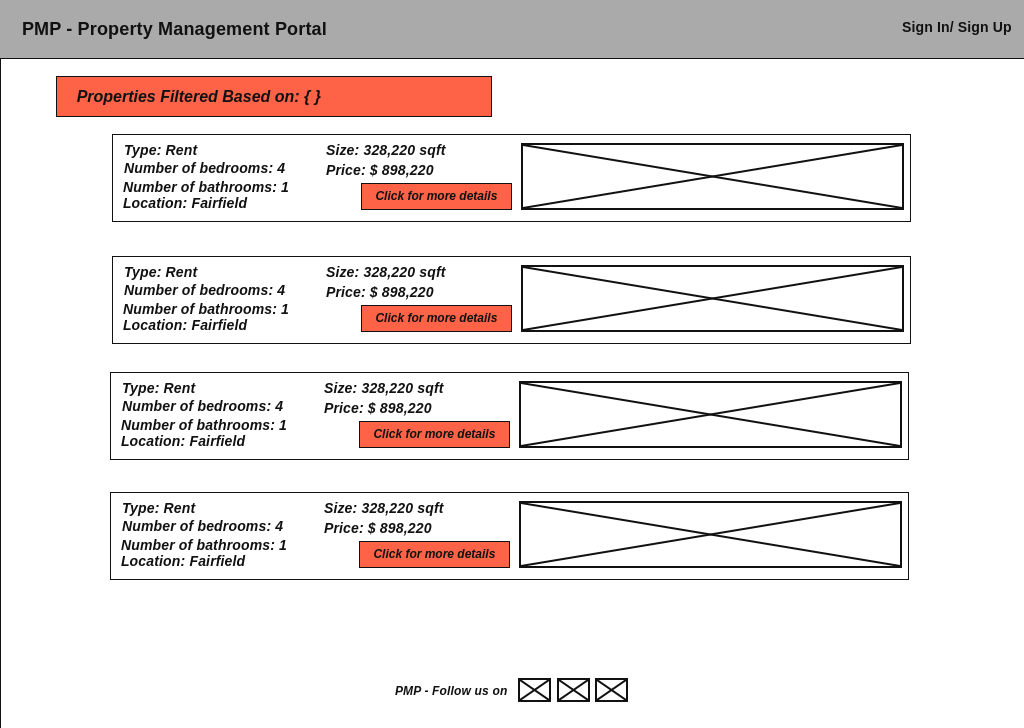 PMP - Property Management Portal
Sign In/ Sign Up
Properties Filtered Based on: { }
Type: Rent
Number of bedrooms: 4
Number of bathrooms: 1
Location: Fairfield
Size: 328,220 sqft
Price: $ 898,220
Click for more details
Type: Rent
Number of bedrooms: 4
Number of bathrooms: 1
Location: Fairfield
Size: 328,220 sqft
Price: $ 898,220
Click for more details
Type: Rent
Number of bedrooms: 4
Number of bathrooms: 1
Location: Fairfield
Size: 328,220 sqft
Price: $ 898,220
Click for more details
Type: Rent
Number of bedrooms: 4
Number of bathrooms: 1
Location: Fairfield
Size: 328,220 sqft
Price: $ 898,220
Click for more details
PMP - Follow us on